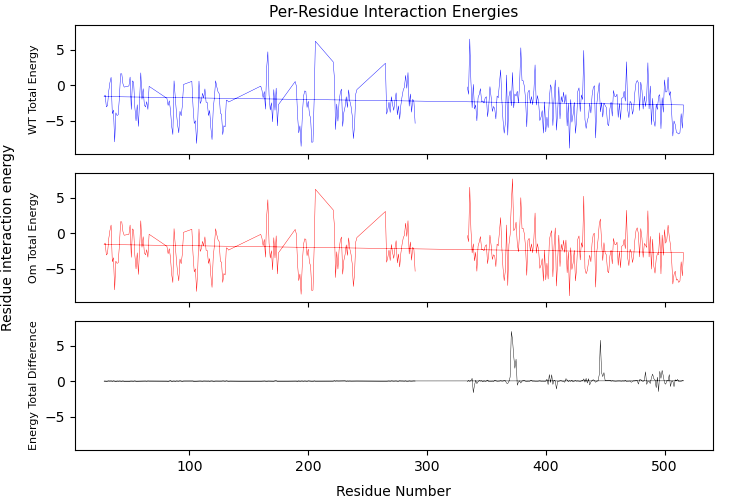 Per-Residue Interaction Energies
Residue interaction energy
WT Total Energy
5
0
−5
Om Total Energy
5
0
−5
Energy Total Difference
5
0
−5
100 200 300 400 500
Residue Number